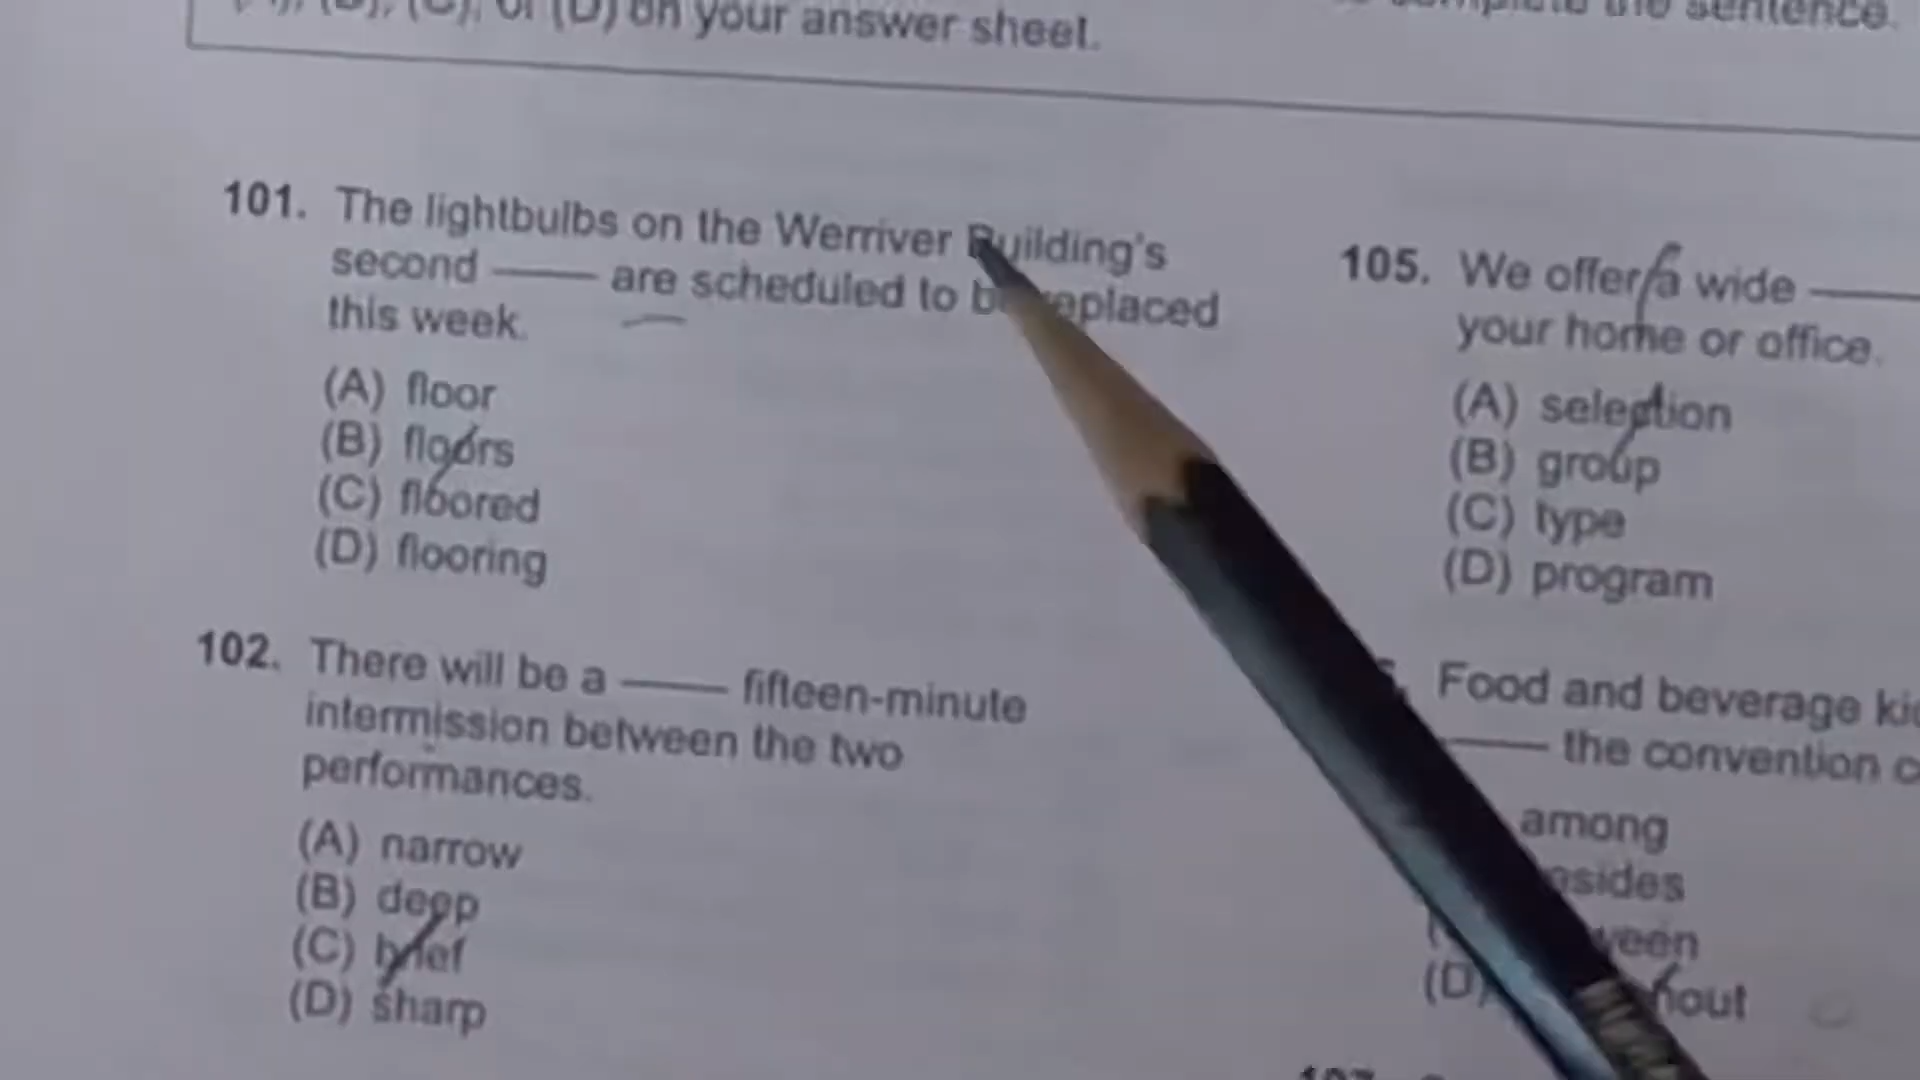 (D) on your answer sheet.
the sentence.
101. The lightbulbs on the Werriver Building's
second —— are scheduled to be replaced
this week.
(A) floor
(B) floors
(C) floored
(D) flooring
102. There will be a —— fifteen-minute
intermission between the two
performances.
(A) narrow
(B) deep
(C) brief
(D) sharp
105. We offer a wide ——
your home or office.
(A) selection
(B) group
(C) type
(D) program
Food and beverage
—— the convention
among
(D)